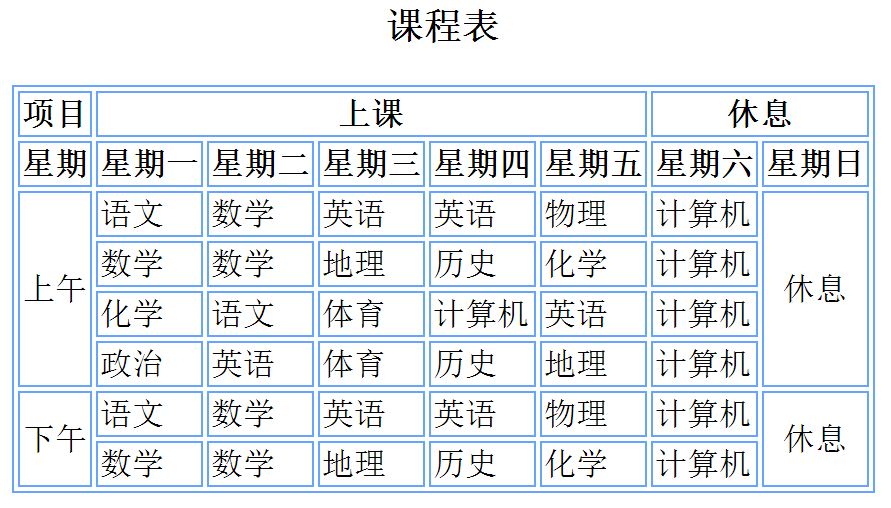 课程表
项目 上课 休息
星期 星期一 星期二 星期三 星期四 星期五 星期六 星期日
上午 语文 数学 英语 英语 物理 计算机 休息
数学 数学 地理 历史 化学 计算机
化学 语文 体育 计算机 英语 计算机
政治 英语 体育 历史 地理 计算机
下午 语文 数学 英语 英语 物理 计算机 休息
数学 数学 地理 历史 化学 计算机